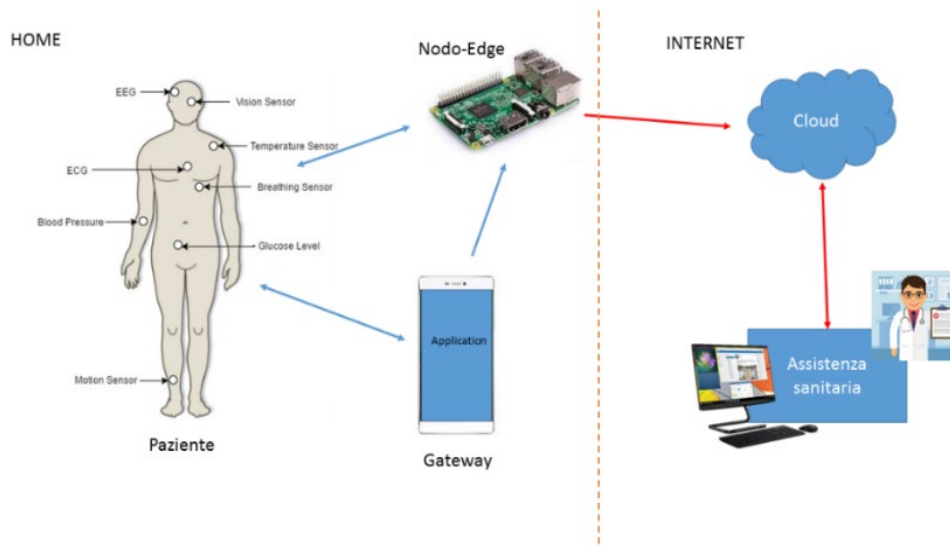 HOME
Nodo-Edge
INTERNET
EEG
Vision Sensor
Cloud
Temperature Sensor
ECG
Breathing Sensor
Blood Pressure
Glucose Level
Application
Assistenza
sanitaria
Motion Sensor
Paziente
Gateway